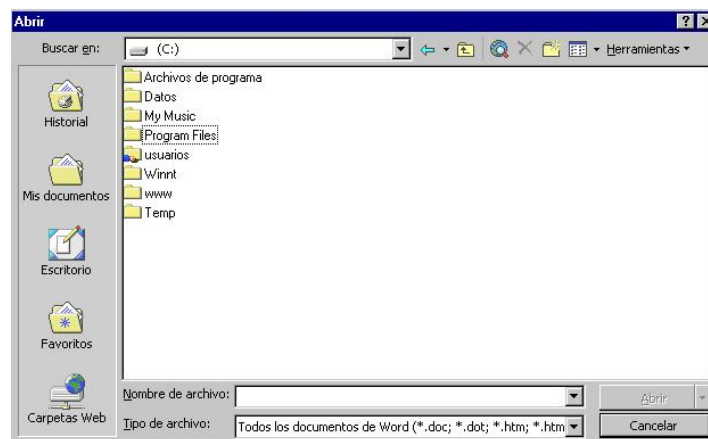 Abrir
Buscar en:
(C:)
Herramientas
Historial
Mis documentos
Escritorio
Favoritos
Carpetas Web
Archivos de programa
Datos
My Music
Program Files
usuarios
Winnt
www
Temp
Nombre de archivo:
Abrir
Tipo de archivo:
Todos los documentos de Word (*.doc; *.dot; *.htm; *.htm
Cancelar